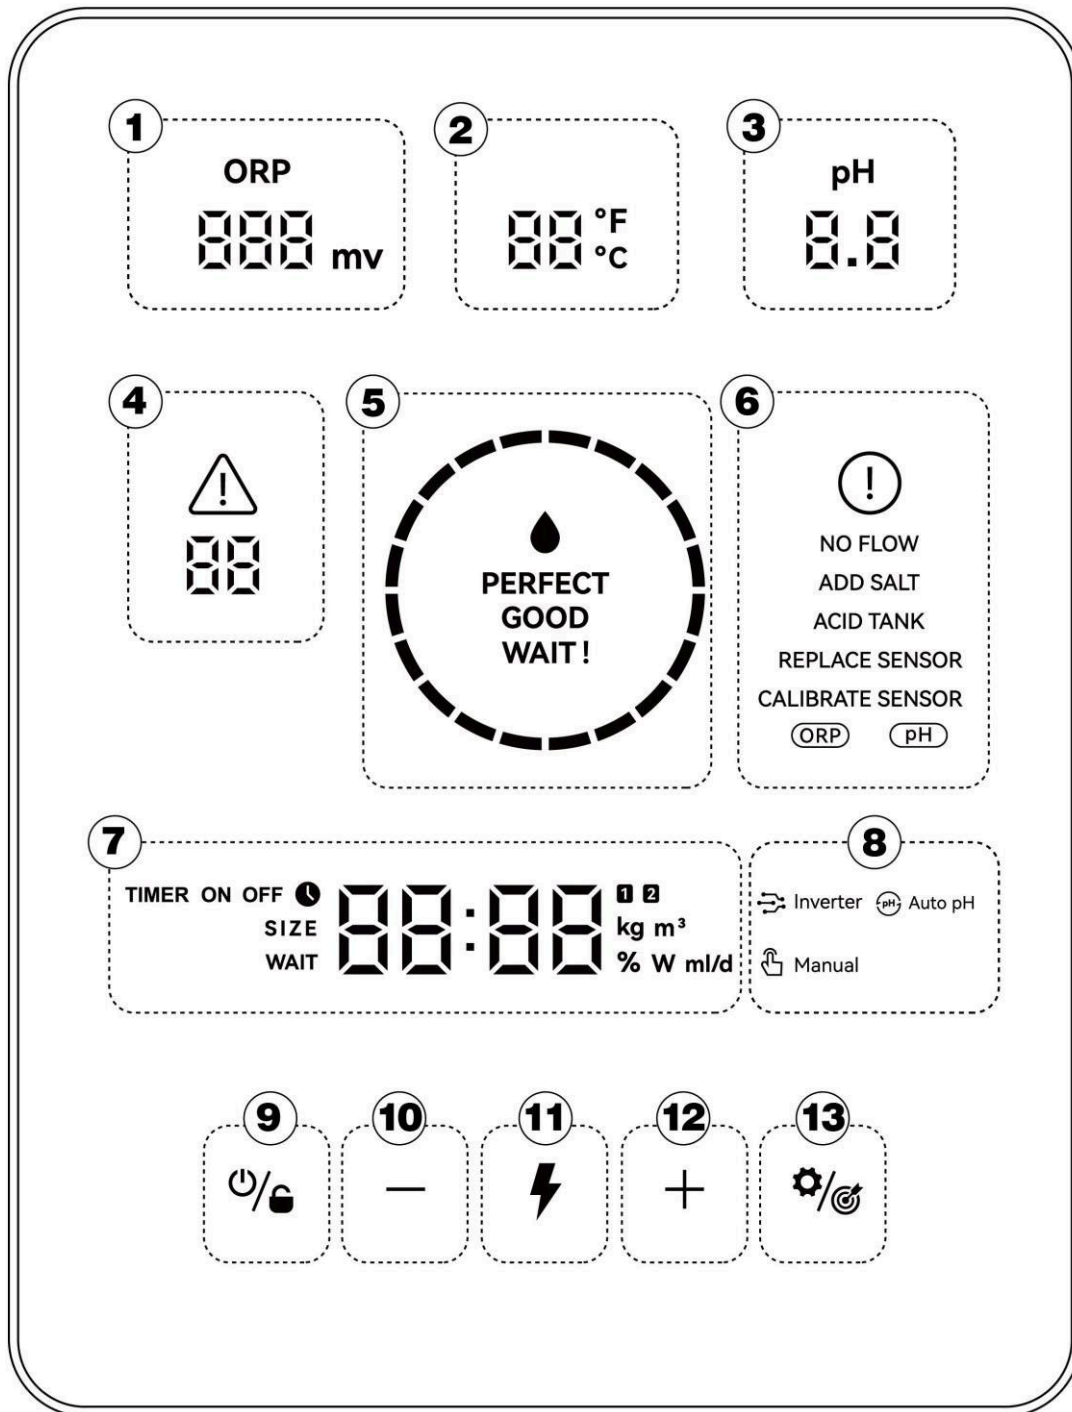 1 2 3
ORP pH
888 mv 88 °F °C 8.8
4 5 6
!
88
PERFECT
GOOD
WAIT !
!
NO FLOW
ADD SALT
ACID TANK
REPLACE SENSOR
CALIBRATE SENSOR
ORP pH
7 8
TIMER ON OFF 88:88 1 2
SIZE kg m³
WAIT % W ml/d
Inverter pH Auto pH
Manual
9 10 11 12 13
/ − + /